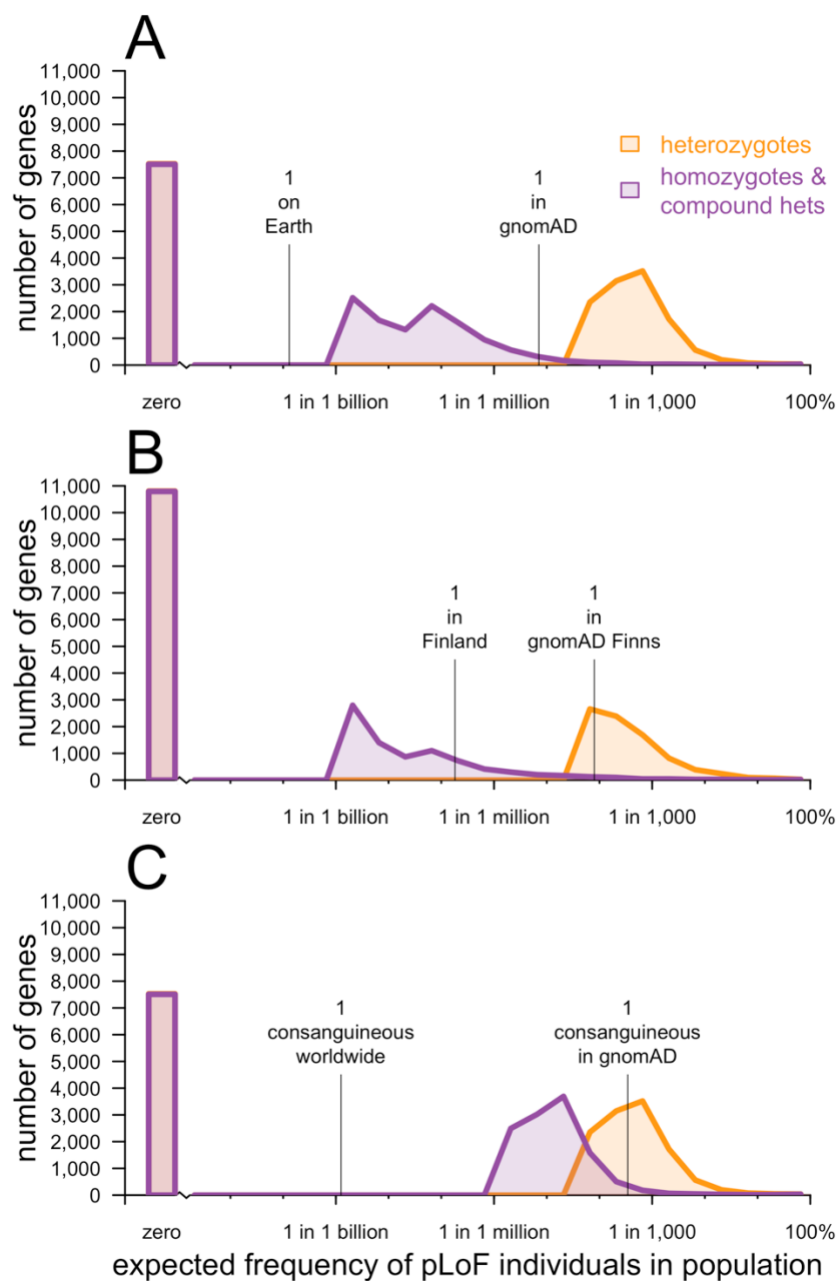 A
11,000
10,000
9,000
8,000
7,000
6,000
5,000
4,000
3,000
2,000
1,000
0
number of genes
heterozygotes
homozygotes &
compound hets
1
on
Earth
1
in
gnomAD
zero
1 in 1 billion
1 in 1 million
1 in 1,000
100%
B
11,000
10,000
9,000
8,000
7,000
6,000
5,000
4,000
3,000
2,000
1,000
0
number of genes
1
in
Finland
1
in
gnomAD Finns
zero
1 in 1 billion
1 in 1 million
1 in 1,000
100%
C
11,000
10,000
9,000
8,000
7,000
6,000
5,000
4,000
3,000
2,000
1,000
0
number of genes
1
consanguineous
worldwide
1
consanguineous
in gnomAD
zero
1 in 1 billion
1 in 1 million
1 in 1,000
100%
expected frequency of pLoF individuals in population